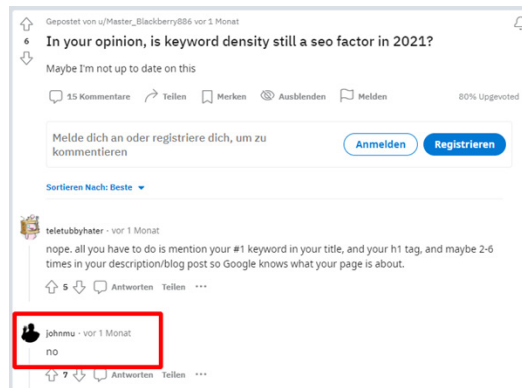 Gepostet von u/Master_Blackberry886 vor 1 Monat
6
In your opinion, is keyword density still a seo factor in 2021?
Maybe I'm not up to date on this
15 Kommentare Teilen Merken Ausblenden Melden 80% Upgevoted
Melde dich an oder registriere dich, um zu
kommentieren
Anmelden Registrieren
Sortieren Nach: Beste
teletubbyhater · vor 1 Monat
nope. all you have to do is mention your #1 keyword in your title, and your h1 tag, and maybe 2-6
times in your description/blog post so Google knows what your page is about.
5 Antworten Teilen ···
johnmu · vor 1 Monat
no
7 Antworten Teilen ···